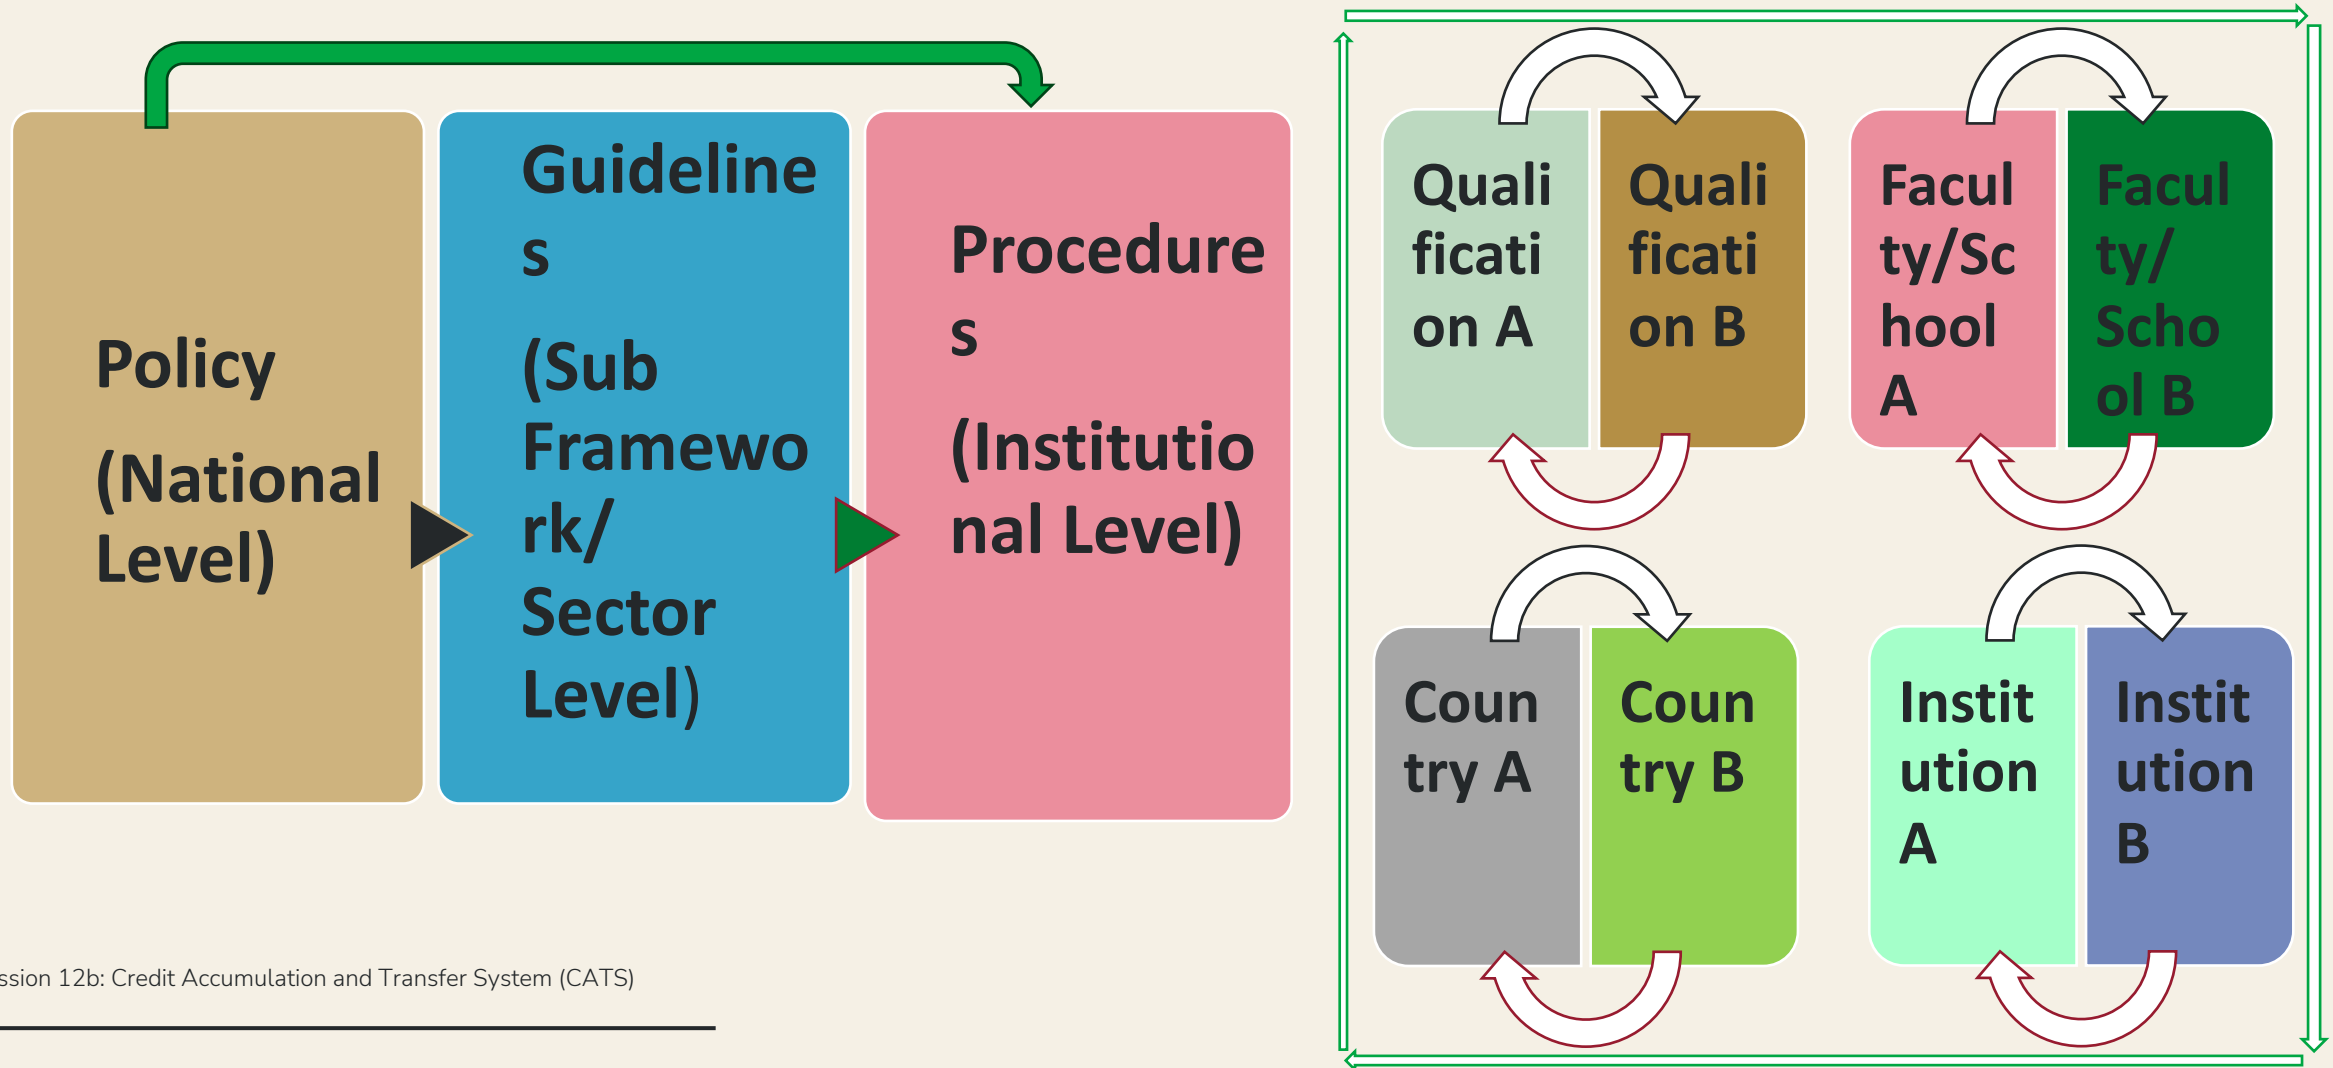 Policy
(National
Level)
Guideline
s
(Sub
Framewo
rk/
Sector
Level)
Procedure
s
(Institutio
nal Level)
Quali
ficati
on A
Quali
ficati
on B
Facul
ty/Sc
hool
A
Facul
ty/
Scho
ol B
Coun
try A
Coun
try B
Instit
ution
A
Instit
ution
B
ssion 12b: Credit Accumulation and Transfer System (CATS)